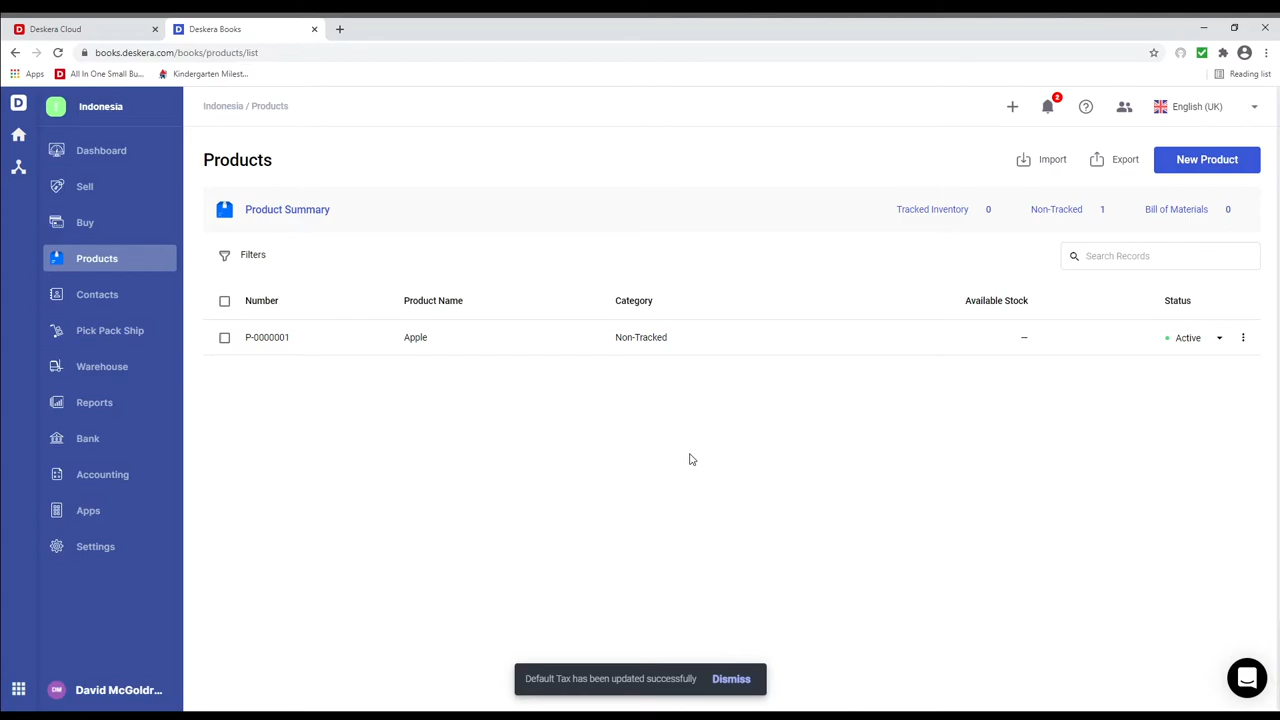 Deskera Cloud
Deskera Books
books.deskera.com/books/products/list
Apps
All In One Small Bu...
Kindergarten Milest...
Reading list
Indonesia
Indonesia / Products
2
English (UK)
Dashboard
Sell
Buy
Products
Contacts
Pick Pack Ship
Warehouse
Reports
Bank
Accounting
Apps
Settings
DM David McGoldr...
Products
Import
Export
New Product
Product Summary
Tracked Inventory 0
Non-Tracked 1
Bill of Materials 0
Filters
Search Records
Number Product Name Category Available Stock Status
P-0000001 Apple Non-Tracked – Active
Default Tax has been updated successfully Dismiss